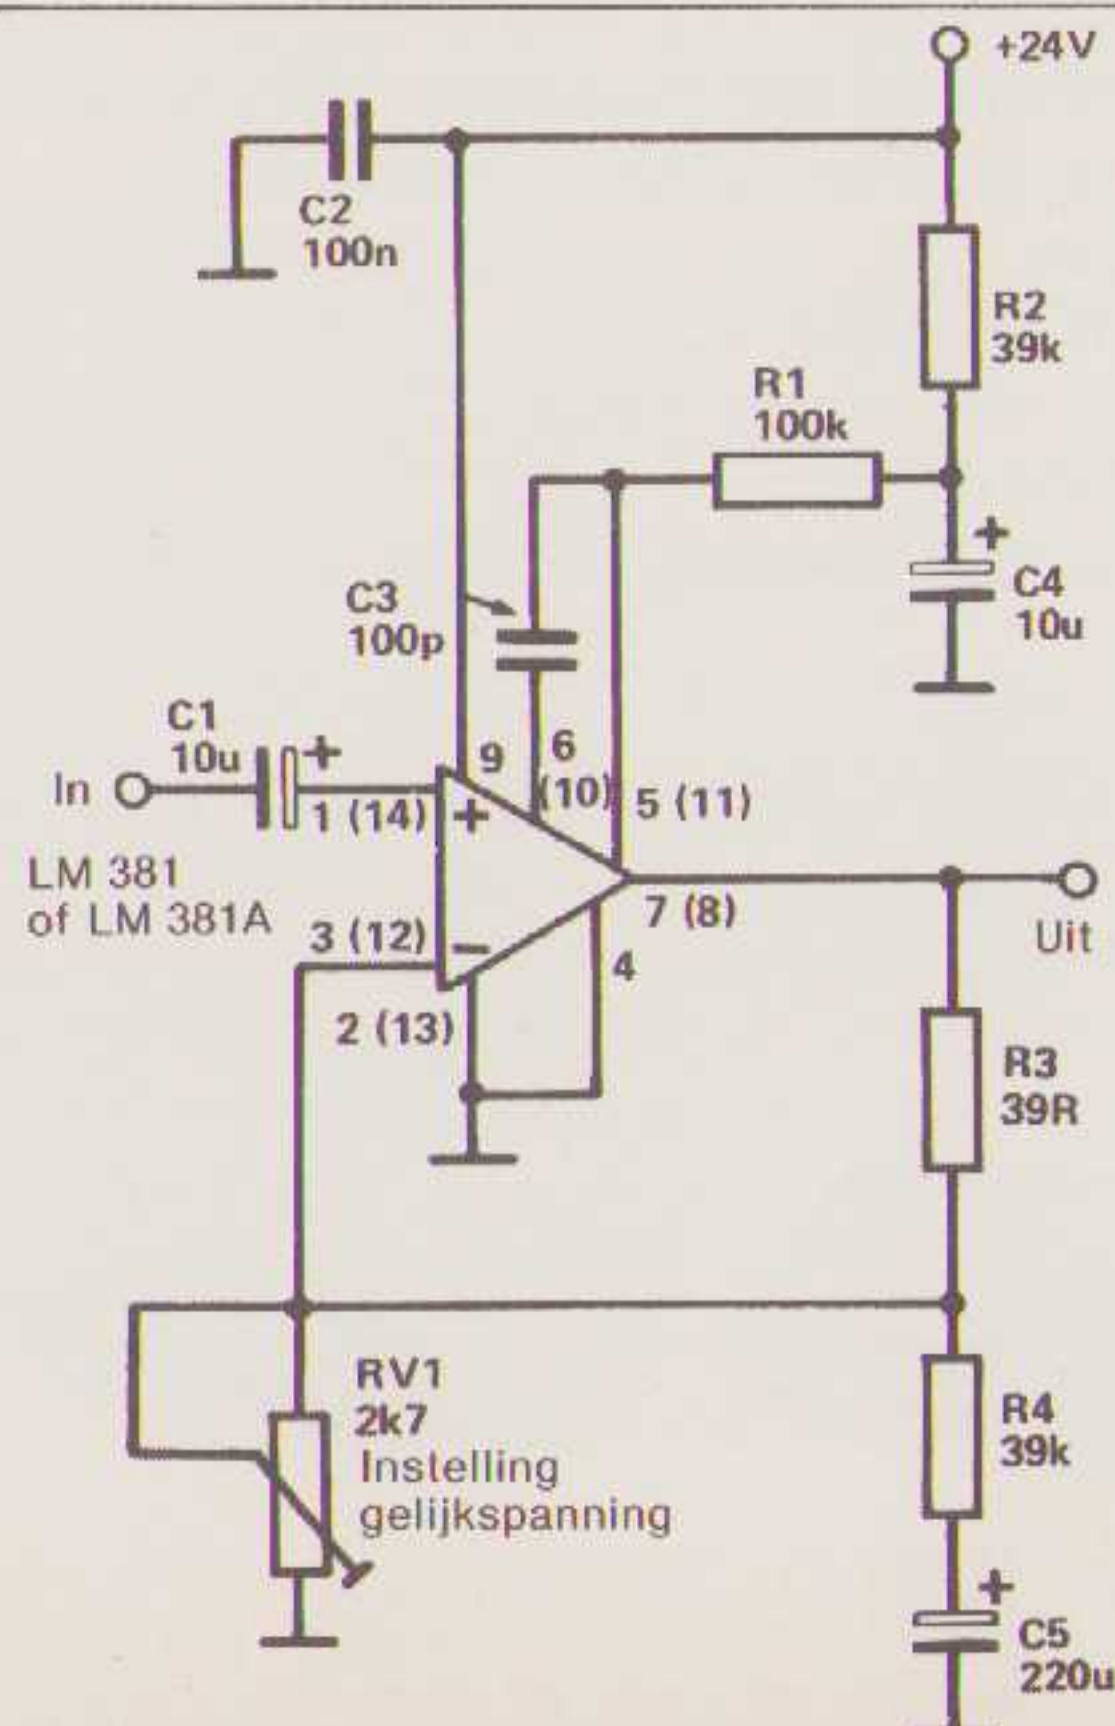 +24V
C2
100n
R2
39k
R1
100k
C3
100p
C4
10u
C1
10u
+
+
In
1 (14)
9
6
(10)
5 (11)
+
LM 381
of LM 381A
3 (12)
−
7 (8)
Uit
4
2 (13)
R3
39R
RV1
2k7
Instelling
gelijkspanning
R4
39k
+
C5
220u